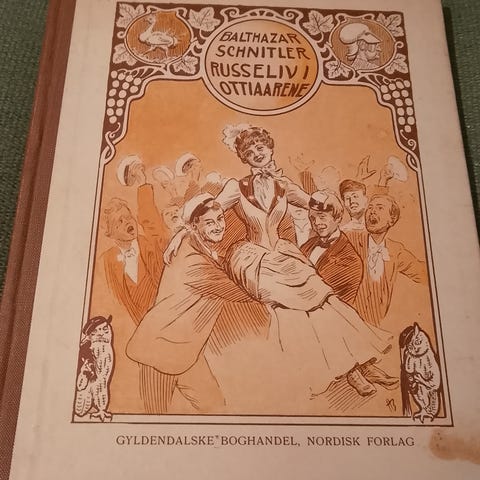 BALTHAZAR
SCHNITLER
RUSSELIV I
OTTIAARENE
GYLDENDALSKE BOGHANDEL, NORDISK FORLAG